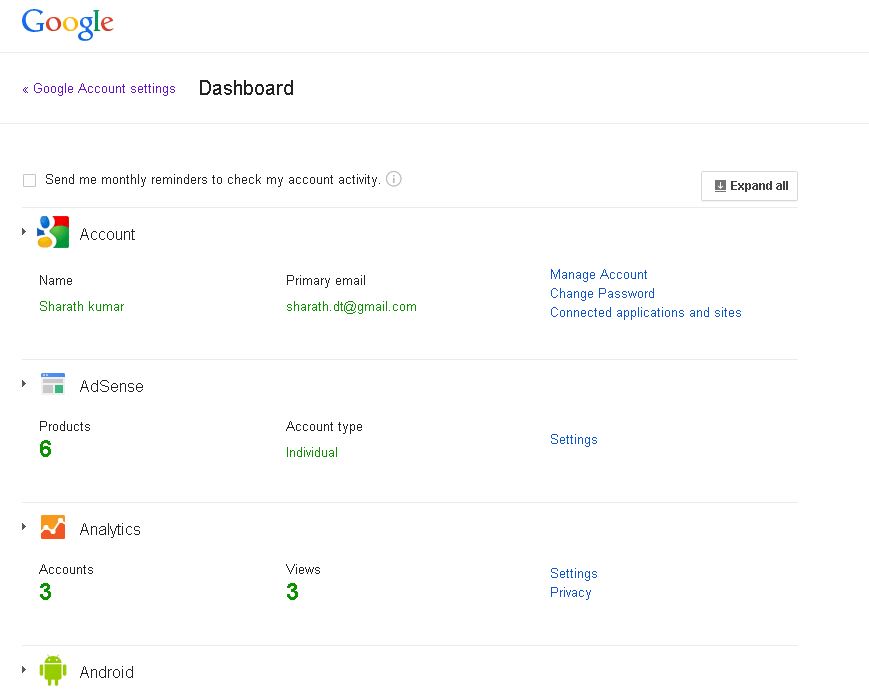 Google
« Google Account settings Dashboard
Send me monthly reminders to check my account activity. i
Expand all
Account
Name Primary email Manage Account
Sharath kumar sharath.dt@gmail.com Change Password
Connected applications and sites
AdSense
Products Account type
6 Individual Settings
Analytics
Accounts Views Settings
3 3 Privacy
Android